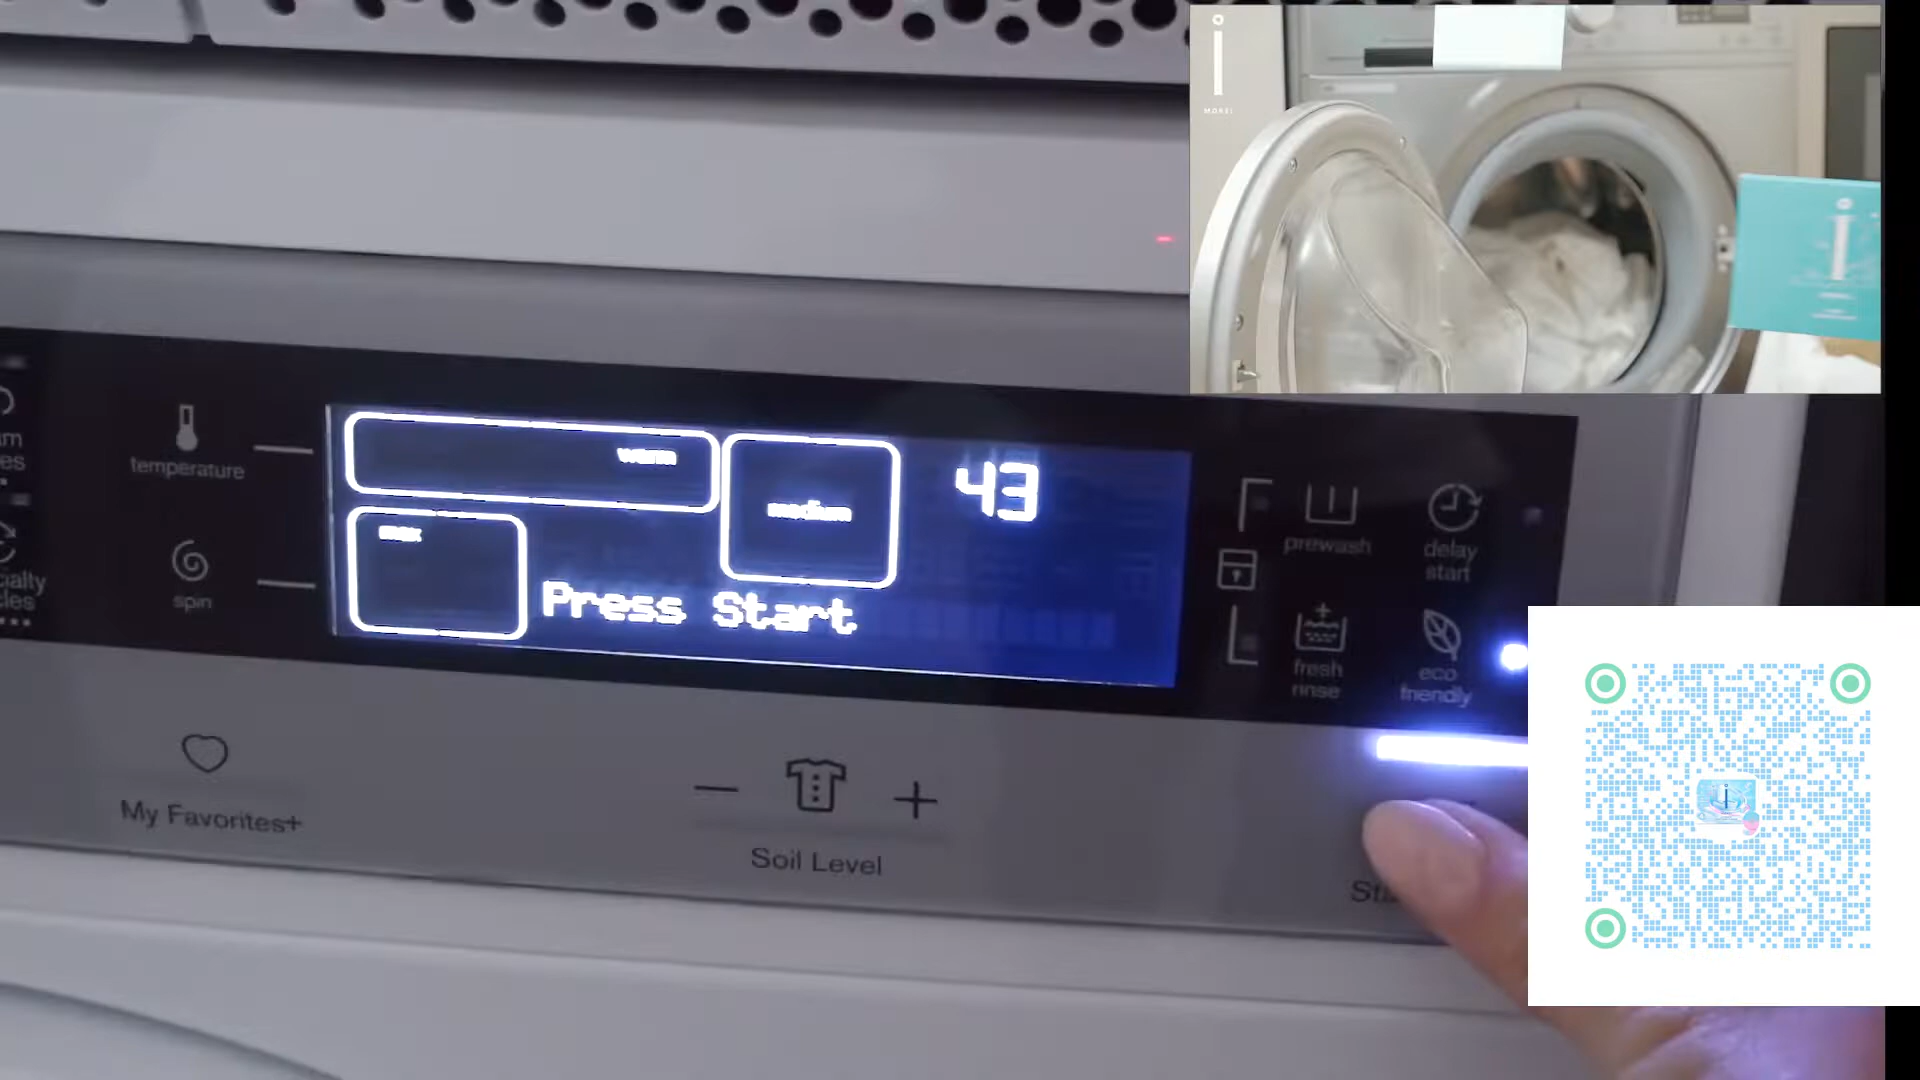 MORSI
temperature
spin
warm
medium
max
43
Press Start
prewash
delay
start
fresh
rinse
eco
friendly
My Favorites+
Soil Level